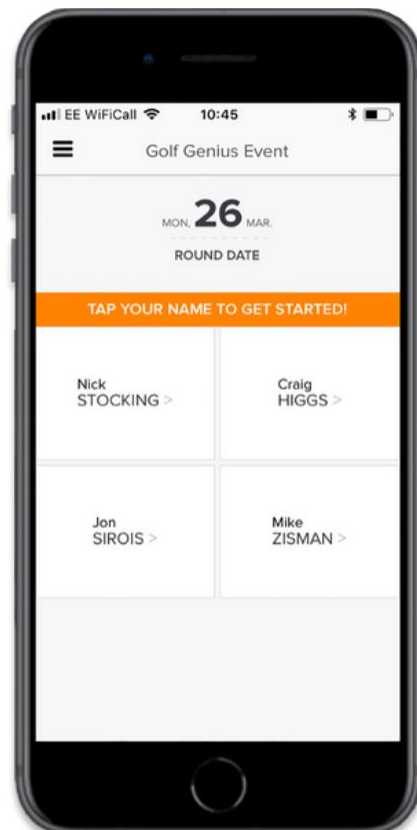 EE WiFiCall 10:45
Golf Genius Event
MON, 26 MAR.
ROUND DATE
TAP YOUR NAME TO GET STARTED!
Nick
STOCKING >
Craig
HIGGS >
Jon
SIROIS >
Mike
ZISMAN >